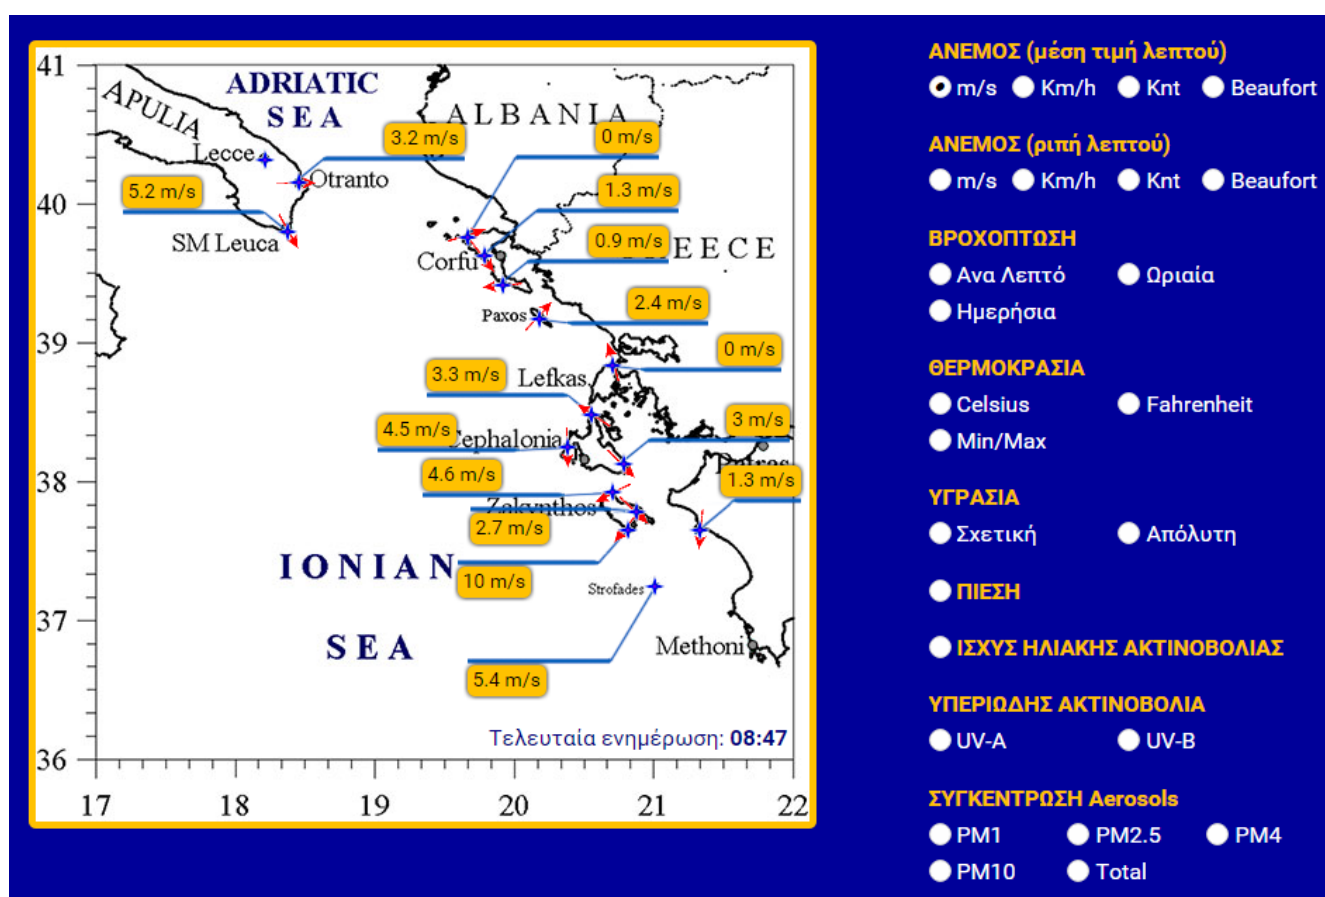 41
ADRIATIC
SEA
APULIA
ALBANIA
3.2 m/s
0 m/s
Lecce
Otranto
5.2 m/s
1.3 m/s
40
SM Leuca
0.9 m/s
Corfu
Paxos
2.4 m/s
39
0 m/s
3.3 m/s
Lefkas
4.5 m/s
3 m/s
4.6 m/s
38
1.3 m/s
Zakynthos
2.7 m/s
IONIAN
10 m/s
Strofades
37
SEA
Methoni
5.4 m/s
Τελευταία ενημέρωση: 08:47
36
17 18 19 20 21 22
ΑΝΕΜΟΣ (μέση τιμή λεπτού)
m/s Km/h Knt Beaufort
ΑΝΕΜΟΣ (ριπή λεπτού)
m/s Km/h Knt Beaufort
ΒΡΟΧΟΠΤΩΣΗ
Ανα Λεπτό Ωριαία
Ημερήσια
ΘΕΡΜΟΚΡΑΣΙΑ
Celsius Fahrenheit
Min/Max
ΥΓΡΑΣΙΑ
Σχετική Απόλυτη
ΠΙΕΣΗ
ΙΣΧΥΣ ΗΛΙΑΚΗΣ ΑΚΤΙΝΟΒΟΛΙΑΣ
ΥΠΕΡΙΩΔΗΣ ΑΚΤΙΝΟΒΟΛΙΑ
UV-A UV-B
ΣΥΓΚΕΝΤΡΩΣΗ Aerosols
PM1 PM2.5 PM4
PM10 Total